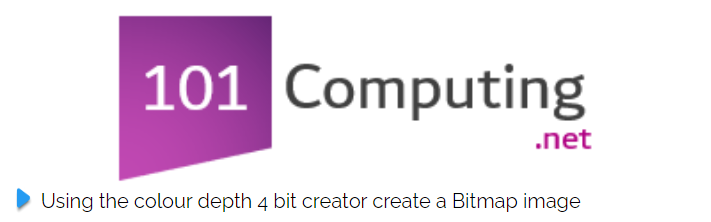 101 Computing
.net
Using the colour depth 4 bit creator create a Bitmap image